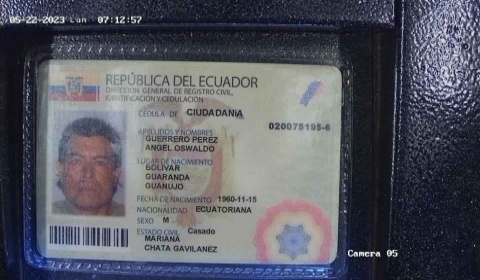 05-22-2023 Lun 07:12:57
REPÚBLICA DEL ECUADOR
DIRECCIÓN GENERAL DE REGISTRO CIVIL,
IDENTIFICACIÓN Y CEDULACIÓN
CÉDULA DE CIUDADANIA
020075195-6
APELLIDOS Y NOMBRES
GUERRERO PEREZ
ANGEL OSWALDO
LUGAR DE NACIMIENTO
BOLIVAR
GUARANDA
GUANUJO
FECHA DE NACIMIENTO 1960-11-15
NACIONALIDAD ECUATORIANA
SEXO M
ESTADO CIVIL Casado
MARIANA
CHATA GAVILANEZ
Camera 05